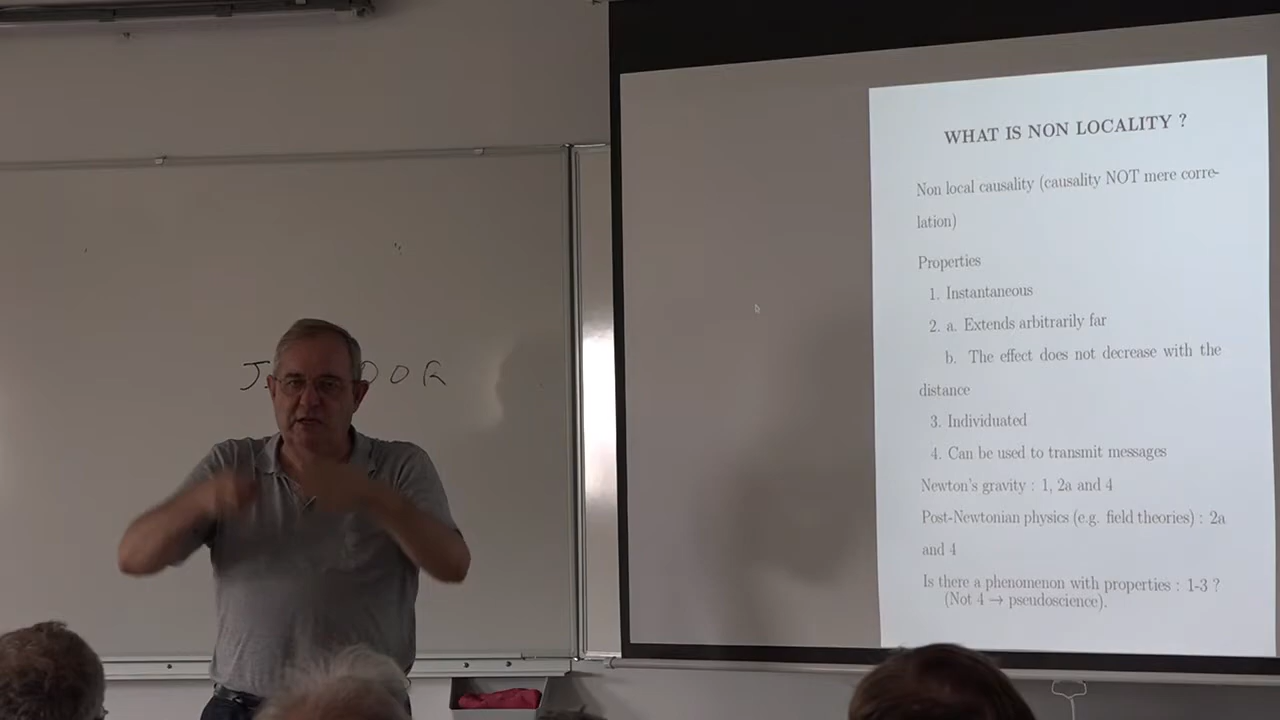 WHAT IS NON LOCALITY ?
Non local causality (causality NOT mere corre-
lation)
Properties
1. Instantaneous
2. a. Extends arbitrarily far
b. The effect does not decrease with the
distance
3. Individuated
4. Can be used to transmit messages
Newton's gravity : 1, 2a and 4
Post-Newtonian physics (e.g. field theories) : 2a
and 4
Is there a phenomenon with properties : 1-3 ?
(Not 4 → pseudoscience).